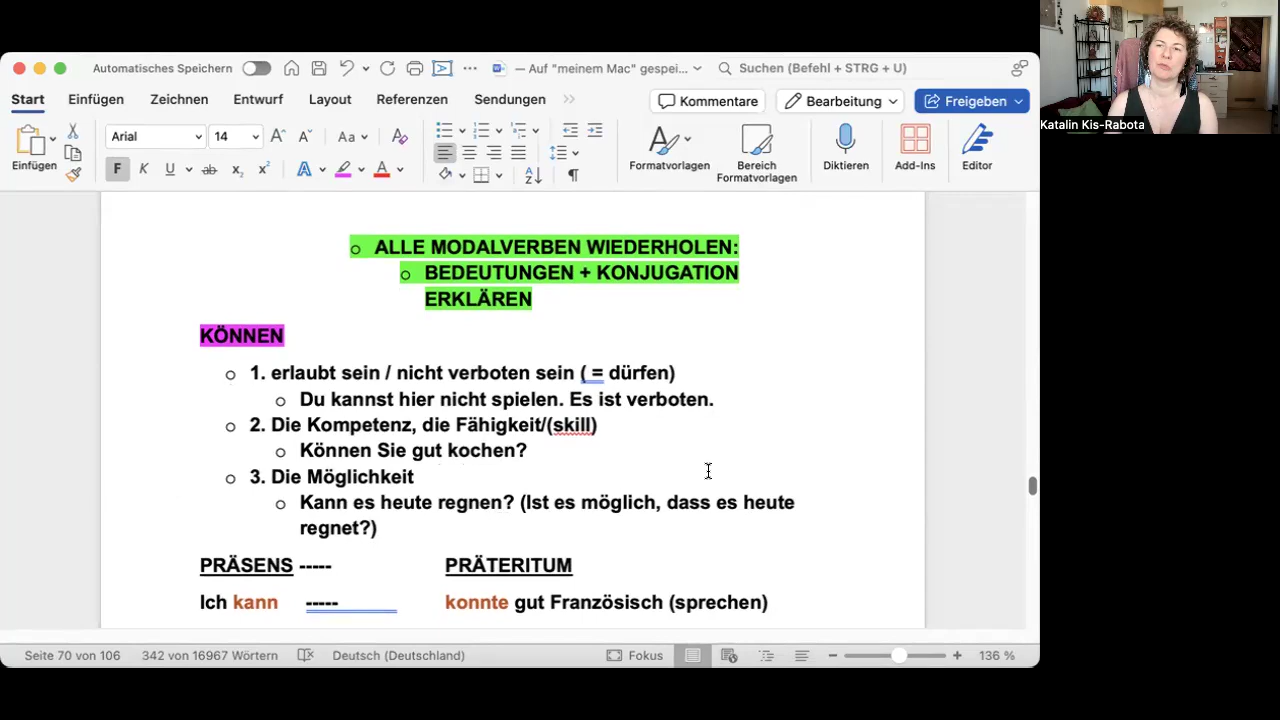 Automatisches Speichern
— Auf "meinem Mac" gespei...
Suchen (Befehl + STRG + U)
Start
Einfügen
Zeichnen
Entwurf
Layout
Referenzen
Sendungen
Kommentare
Bearbeitung
Freigeben
Einfügen
Arial
14
Aa
F K U ab x₂ x²
Formatvorlagen
Bereich
Formatvorlagen
Diktieren
Add-Ins
Editor
Katalin Kis-Rabota
ALLE MODALVERBEN WIEDERHOLEN:
BEDEUTUNGEN + KONJUGATION
ERKLÄREN
KÖNNEN
1. erlaubt sein / nicht verboten sein ( = dürfen)
Du kannst hier nicht spielen. Es ist verboten.
2. Die Kompetenz, die Fähigkeit/(skill)
Können Sie gut kochen?
3. Die Möglichkeit
Kann es heute regnen? (Ist es möglich, dass es heute
regnet?)
PRÄSENS ----- PRÄTERITUM
Ich kann ----- konnte gut Französisch (sprechen)
Seite 70 von 106
342 von 16967 Wörtern
Deutsch (Deutschland)
Fokus
136 %